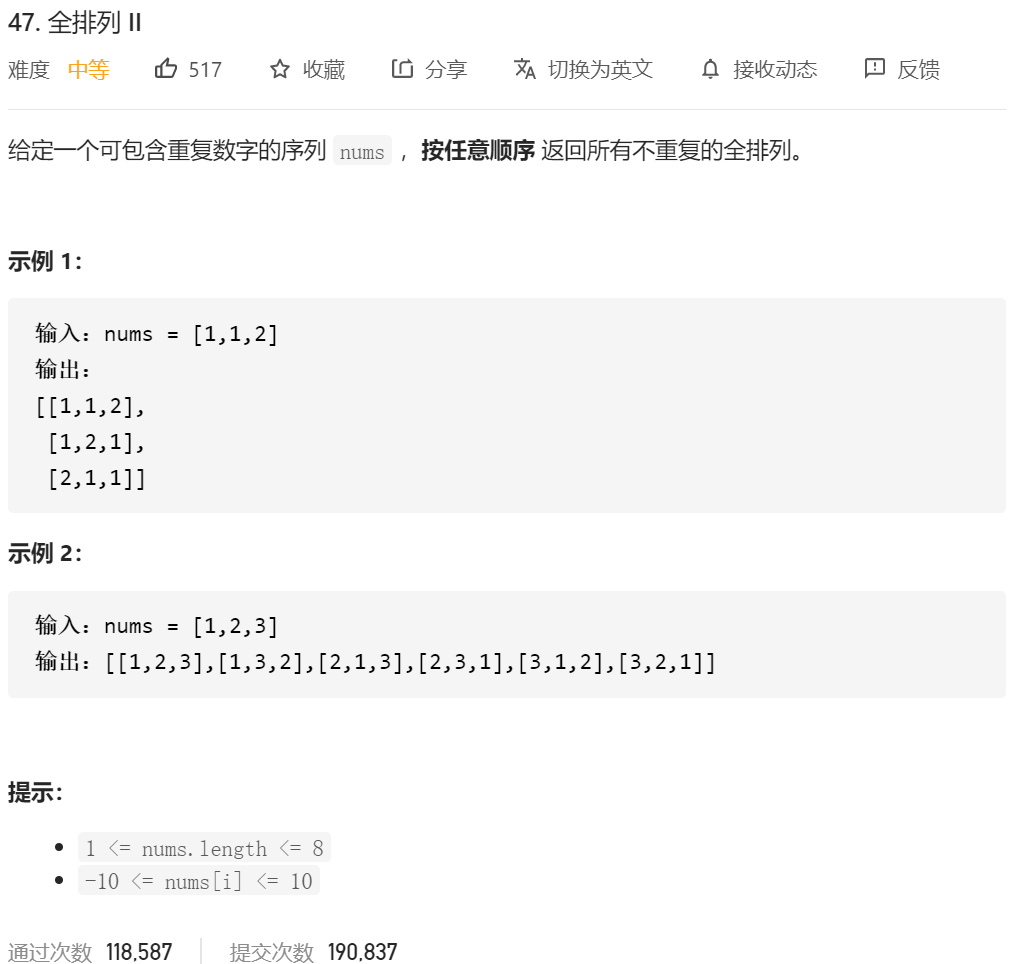 47. 全排列 II
难度 中等 517 收藏 分享 切换为英文 接收动态 反馈
给定一个可包含重复数字的序列 nums ，按任意顺序 返回所有不重复的全排列。
示例 1：
输入：nums = [1,1,2]
输出：
[[1,1,2],
[1,2,1],
[2,1,1]]
示例 2：
输入：nums = [1,2,3]
输出：[[1,2,3],[1,3,2],[2,1,3],[2,3,1],[3,1,2],[3,2,1]]
提示：
1 <= nums.length <= 8
-10 <= nums[i] <= 10
通过次数 118,587 提交次数 190,837